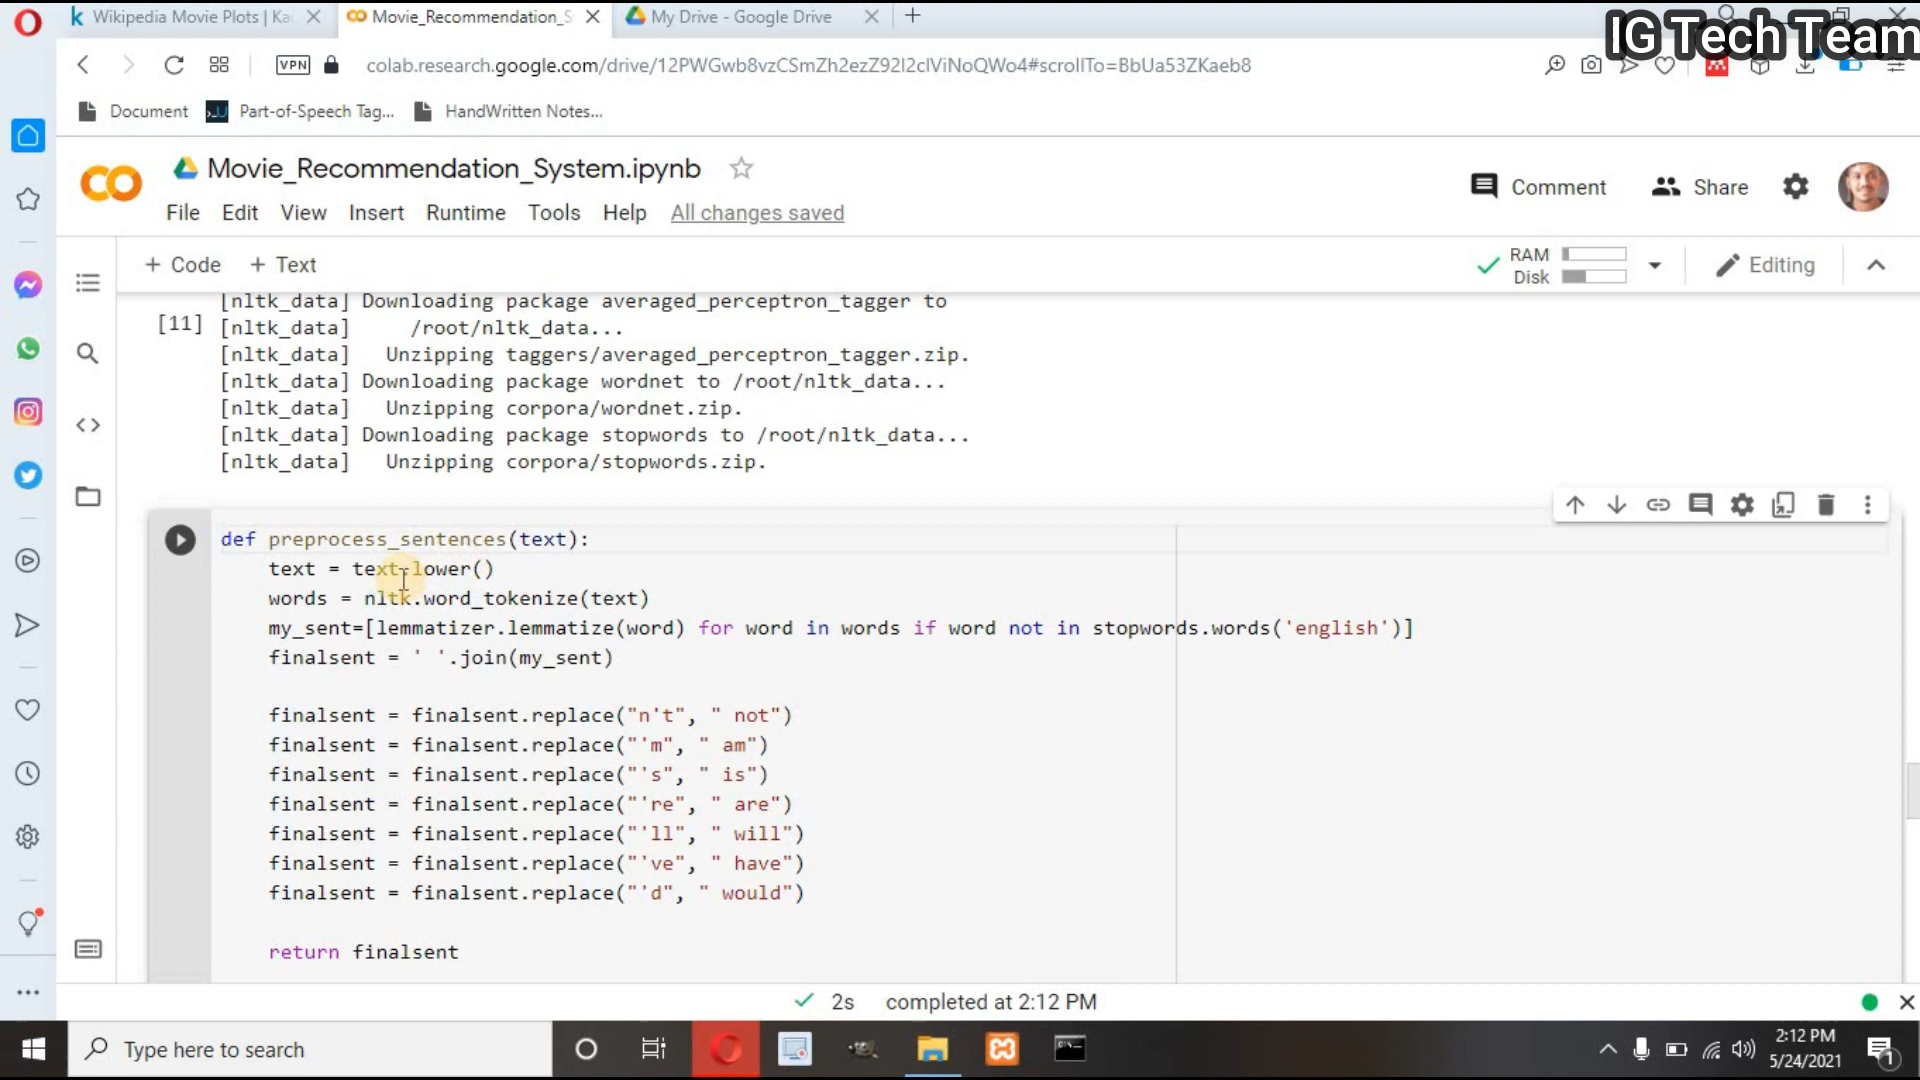 Wikipedia Movie Plots | Ka
Movie_Recommendation_S
My Drive - Google Drive
IG Tech Team
VPN
colab.research.google.com/drive/12PWGwb8vzCSmZh2ezZ92l2clViNoQWo4#scrollTo=BbUa53ZKaeb8
Document
Part-of-Speech Tag...
HandWritten Notes...
Movie_Recommendation_System.ipynb
Comment
Share
File Edit View Insert Runtime Tools Help All changes saved
+ Code + Text
RAM
Disk
Editing
[nltk_data] Downloading package averaged_perceptron_tagger to
[11]
[nltk_data]     /root/nltk_data...
[nltk_data]   Unzipping taggers/averaged_perceptron_tagger.zip.
[nltk_data] Downloading package wordnet to /root/nltk_data...
[nltk_data]   Unzipping corpora/wordnet.zip.
[nltk_data] Downloading package stopwords to /root/nltk_data...
[nltk_data]   Unzipping corpora/stopwords.zip.
def preprocess_sentences(text):
    text = text.lower()
    words = nltk.word_tokenize(text)
    my_sent=[lemmatizer.lemmatize(word) for word in words if word not in stopwords.words('english')]
    finalsent = ' '.join(my_sent)
    finalsent = finalsent.replace("n't", " not")
    finalsent = finalsent.replace("'m", " am")
    finalsent = finalsent.replace("'s", " is")
    finalsent = finalsent.replace("'re", " are")
    finalsent = finalsent.replace("'ll", " will")
    finalsent = finalsent.replace("'ve", " have")
    finalsent = finalsent.replace("'d", " would")
    return finalsent
2s completed at 2:12 PM
Type here to search
2:12 PM
5/24/2021
1